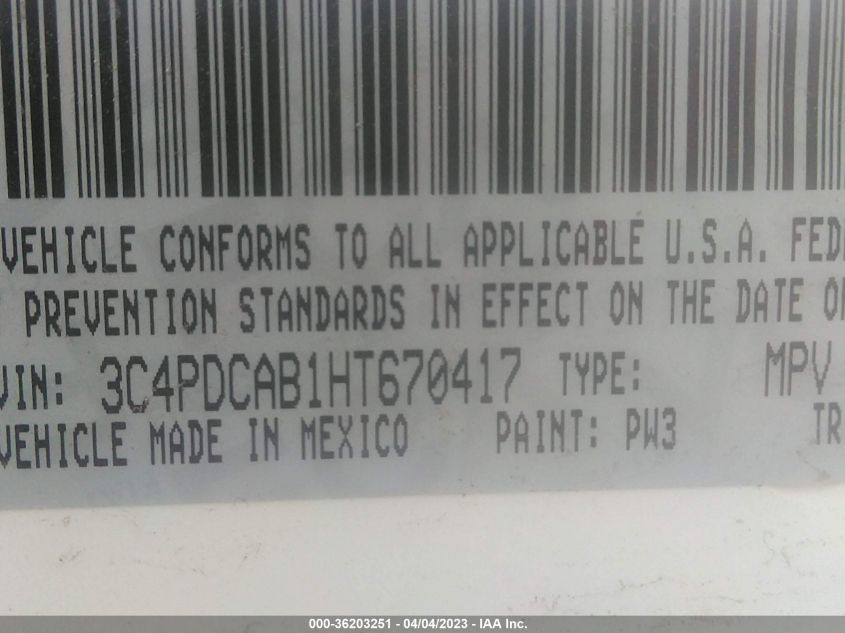 VEHICLE CONFORMS TO ALL APPLICABLE U.S.A. FED
PREVENTION STANDARDS IN EFFECT ON THE DATE O
VIN: 3C4PDCAB1HT670417 TYPE: MPV
VEHICLE MADE IN MEXICO PAINT: PW3 TR
000-36203251 - 04/04/2023 - IAA Inc.